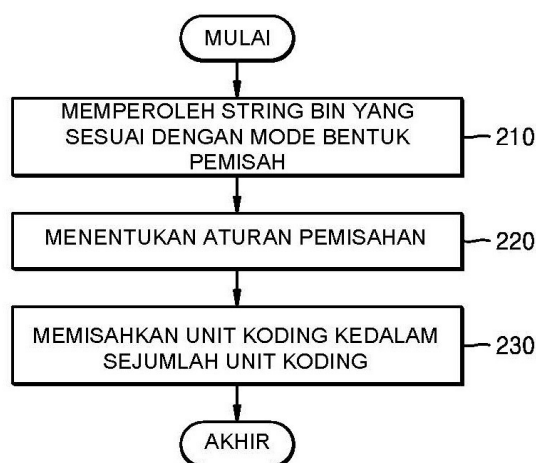 MULAI
MEMPEROLEH STRING BIN YANG
SESUAI DENGAN MODE BENTUK
PEMISAH
210
MENENTUKAN ATURAN PEMISAHAN
220
MEMISAHKAN UNIT KODING KEDALAM
SEJUMLAH UNIT KODING
230
AKHIR